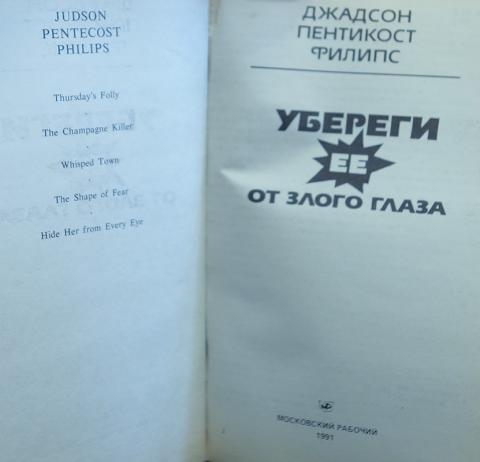 JUDSON
PENTECOST
PHILIPS
Thursday's Folly
The Champagne Killer
Whisped Town
The Shape of Fear
Hide Her from Every Eye
ДЖАДСОН
ПЕНТИКОСТ
ФИЛИПС
УБЕРЕГИ
ЕЕ
ОТ ЗЛОГО ГЛАЗА
МОСКОВСКИЙ РАБОЧИЙ
1991